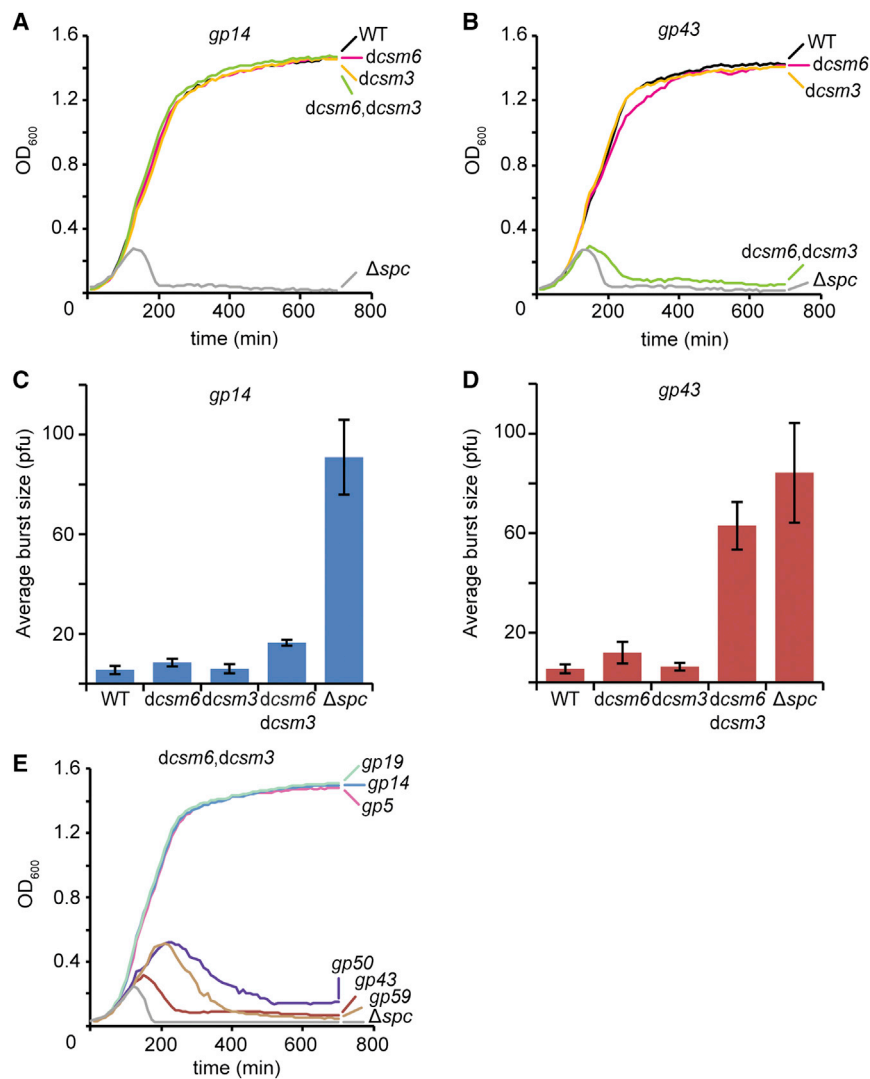 A
gp14
1.6
1.2
0.8
0.4
0
OD600
200
400
600
800
time (min)
WT
dcsm6
dcsm3
dcsm6,dcsm3
Δspc
B
gp43
1.6
1.2
0.8
0.4
0
OD600
200
400
600
800
time (min)
WT
dcsm6
dcsm3
dcsm6,dcsm3
Δspc
C
gp14
Average burst size (pfu)
100
60
20
WT
dcsm6
dcsm3
dcsm6
dcsm3
Δspc
D
gp43
Average burst size (pfu)
100
60
20
WT
dcsm6
dcsm3
dcsm6
dcsm3
Δspc
E
dcsm6,dcsm3
1.6
1.2
0.8
0.4
0
OD600
200
400
600
800
time (min)
gp19
gp14
gp5
gp50
gp43
gp59
Δspc